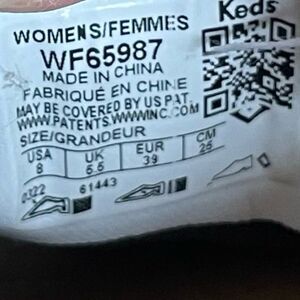 Keds
WOMENS/FEMMES
WF65987
MADE IN CHINA
FABRIQUÉ EN CHINE
MAY BE COVERED BY US PAT
WWW.PATENTS.WWWINC.COM
SIZE/GRANDEUR
USA UK EUR CM
8 5.5 39 25
0322 61443